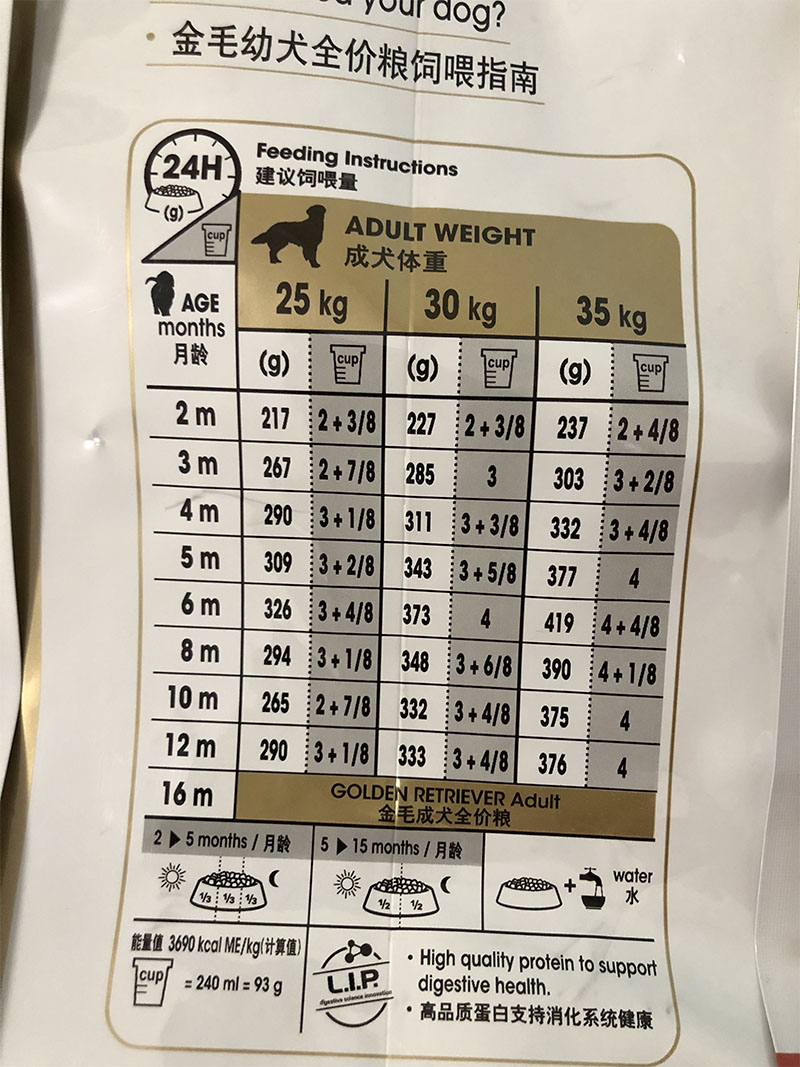 your dog?
• 金毛幼犬全价粮饲喂指南
24H
(g)
cup
Feeding Instructions
建议饲喂量
ADULT WEIGHT
成犬体重
AGE
months
月龄
25 kg 30 kg 35 kg
(g) cup (g) cup (g) cup
2 m 217 2+3/8 227 2+3/8 237 2+4/8
3 m 267 2+7/8 285 3 303 3+2/8
4 m 290 3+1/8 311 3+3/8 332 3+4/8
5 m 309 3+2/8 343 3+5/8 377 4
6 m 326 3+4/8 373 4 419 4+4/8
8 m 294 3+1/8 348 3+6/8 390 4+1/8
10 m 265 2+7/8 332 3+4/8 375 4
12 m 290 3+1/8 333 3+4/8 376 4
16 m GOLDEN RETRIEVER Adult
金毛成犬全价粮
2 ▶ 5 months / 月龄
1/3 1/3 1/3
5 ▶ 15 months / 月龄
1/2 1/2
+ water
水
能量值 3690 kcal ME/kg(计算值)
cup = 240 ml = 93 g
L.I.P.
digestive science innovation
• High quality protein to support
digestive health.
• 高品质蛋白支持消化系统健康